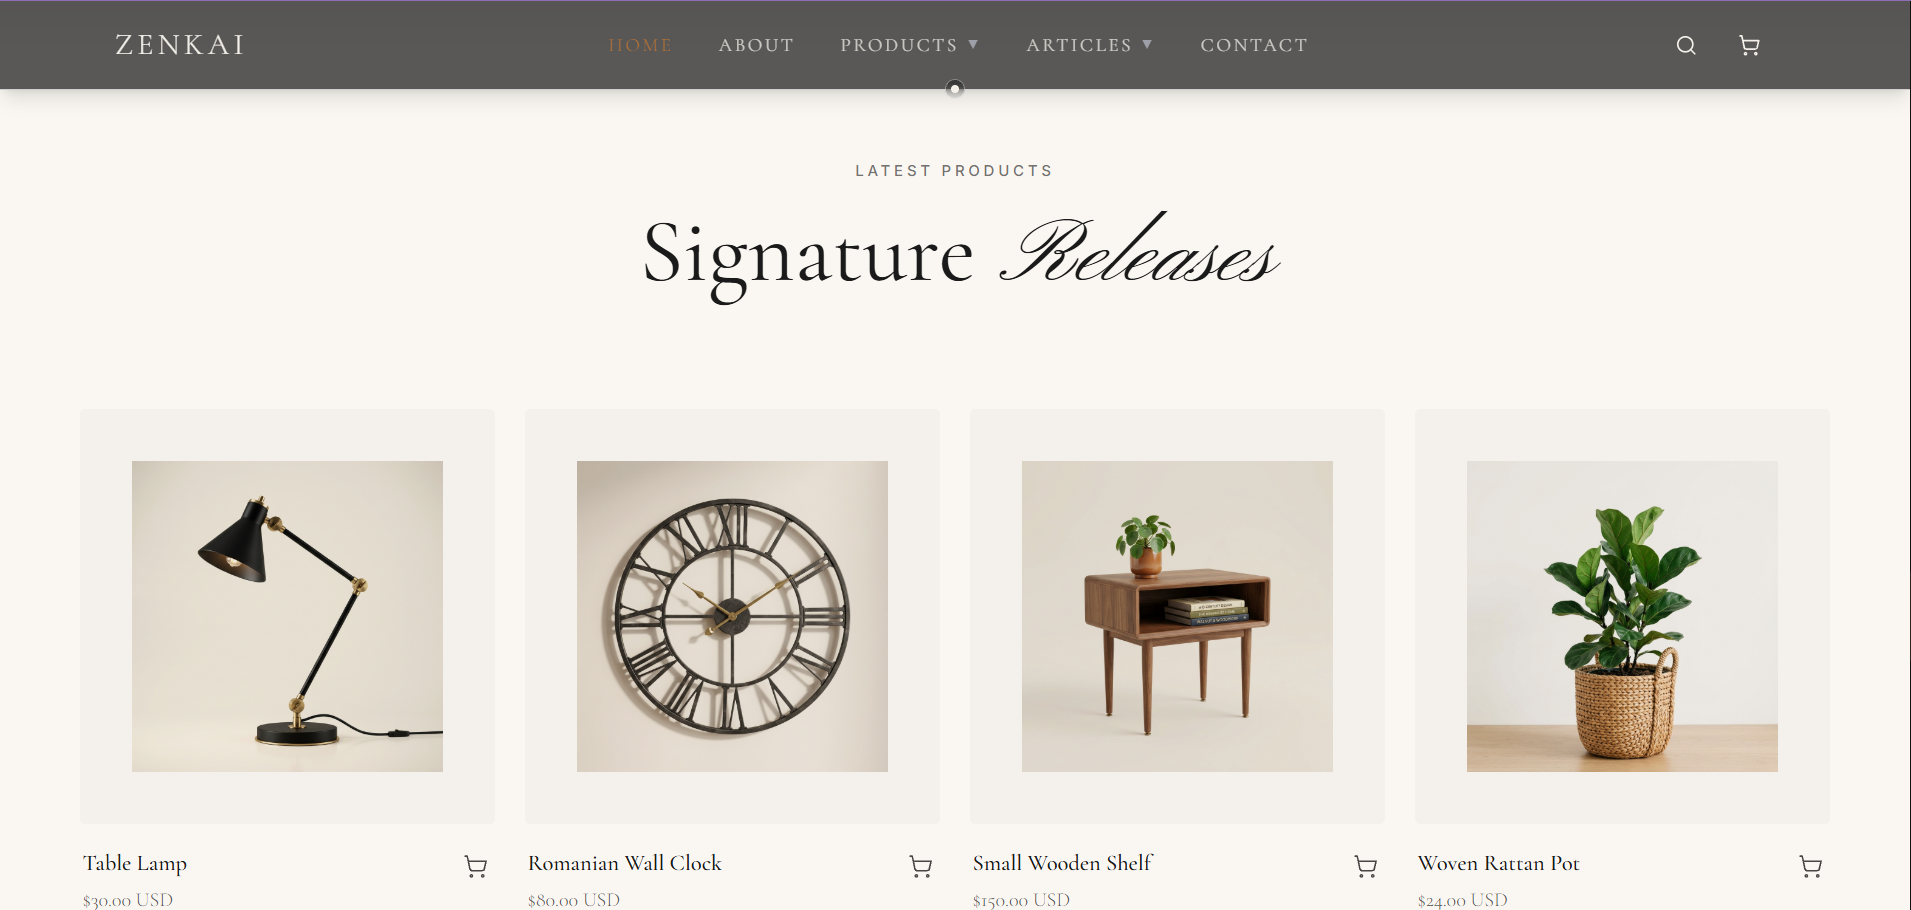 ZENKAI
HOME ABOUT PRODUCTS ▼ ARTICLES ▼ CONTACT
LATEST PRODUCTS
Signature Releases
Table Lamp
$30.00 USD
Romanian Wall Clock
$80.00 USD
Small Wooden Shelf
$150.00 USD
Woven Rattan Pot
$24.00 USD